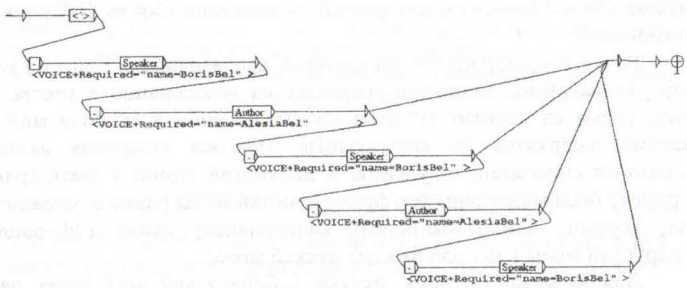 <^>
- Speaker
<VOICE+Required="name=BorisBel" >
- Author
<VOICE+Required="name=AlesiaBel" >
- Speaker
<VOICE+Required="name=BorisBel" >
- Author
<VOICE+Required="name=AlesiaBel" >
- Speaker
<VOICE+Required="name=BorisBel" >